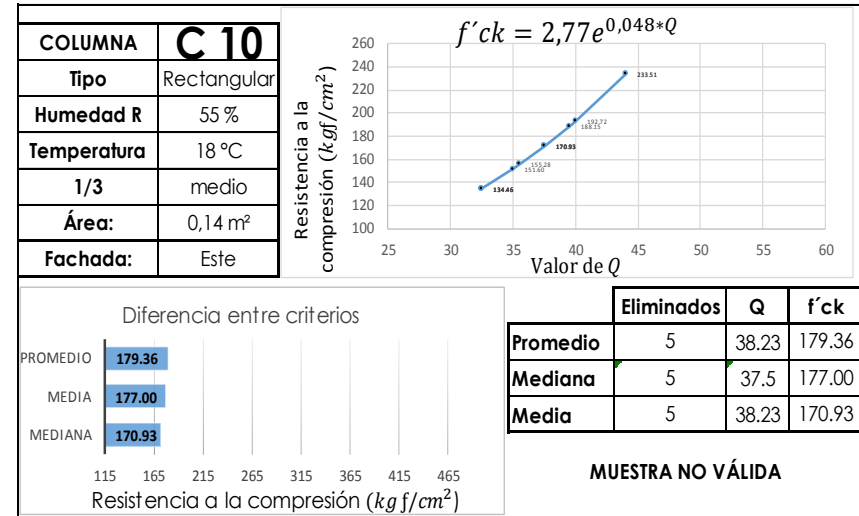 COLUMNA C 10
Tipo Rectangular
Humedad R 55 %
Temperatura 18 °C
1/3 medio
Área: 0,14 m²
Fachada: Este
f´ck = 2,77e^{0,048*Q}
Resistencia a la
compresión (kgf/cm²)
260
240
220
200
180
160
140
120
100
233.51
192.72
188.15
170.93
155.28
151.60
134.46
25 30 35 40 45 50 55 60
Valor de Q
Diferencia entre criterios
PROMEDIO 179.36
MEDIA 177.00
MEDIANA 170.93
115 165 215 265 315 365 415 465
Resistencia a la compresión (kg f/cm²)
Eliminados Q f´ck
Promedio 5 38.23 179.36
Mediana 5 37.5 177.00
Media 5 38.23 170.93
MUESTRA NO VÁLIDA